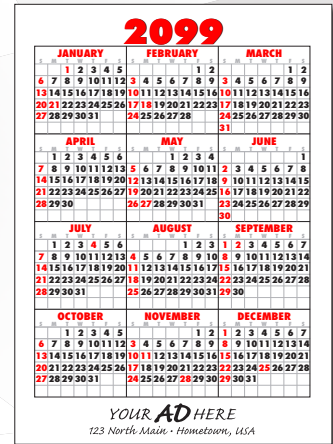 2099
JANUARY
S M T W T F S
1 2 3 4 5
6 7 8 9 10 11 12
13 14 15 16 17 18 19
20 21 22 23 24 25 26
27 28 29 30 31
FEBRUARY
S M T W T F S
1 2
3 4 5 6 7 8 9
10 11 12 13 14 15 16
17 18 19 20 21 22 23
24 25 26 27 28
MARCH
S M T W T F S
1 2
3 4 5 6 7 8 9
10 11 12 13 14 15 16
17 18 19 20 21 22 23
24 25 26 27 28 29 30
31
APRIL
S M T W T F S
1 2 3 4 5 6
7 8 9 10 11 12 13
14 15 16 17 18 19 20
21 22 23 24 25 26 27
28 29 30
MAY
S M T W T F S
1 2 3 4
5 6 7 8 9 10 11
12 13 14 15 16 17 18
19 20 21 22 23 24 25
26 27 28 29 30 31
JUNE
S M T W T F S
1
2 3 4 5 6 7 8
9 10 11 12 13 14 15
16 17 18 19 20 21 22
23 24 25 26 27 28 29
30
JULY
S M T W T F S
1 2 3 4 5 6
7 8 9 10 11 12 13
14 15 16 17 18 19 20
21 22 23 24 25 26 27
28 29 30 31
AUGUST
S M T W T F S
1 2 3
4 5 6 7 8 9 10
11 12 13 14 15 16 17
18 19 20 21 22 23 24
25 26 27 28 29 30 31
SEPTEMBER
S M T W T F S
1 2 3 4 5 6 7
8 9 10 11 12 13 14
15 16 17 18 19 20 21
22 23 24 25 26 27 28
29 30
OCTOBER
S M T W T F S
1 2 3 4 5
6 7 8 9 10 11 12
13 14 15 16 17 18 19
20 21 22 23 24 25 26
27 28 29 30 31
NOVEMBER
S M T W T F S
1 2
3 4 5 6 7 8 9
10 11 12 13 14 15 16
17 18 19 20 21 22 23
24 25 26 27 28 29 30
DECEMBER
S M T W T F S
1 2 3 4 5 6 7
8 9 10 11 12 13 14
15 16 17 18 19 20 21
22 23 24 25 26 27 28
29 30 31
YOUR AD HERE
123 North Main • Hometown, USA